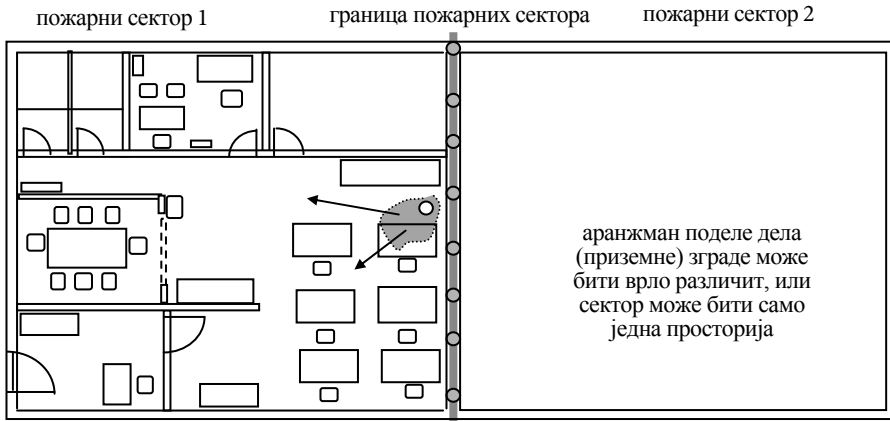 пожарни сектор 1
граница пожарних сектора
пожарни сектор 2
аранжман поделе дела
(приземне) зграде може
бити врло различит, или
сектор може бити само
једна просторија